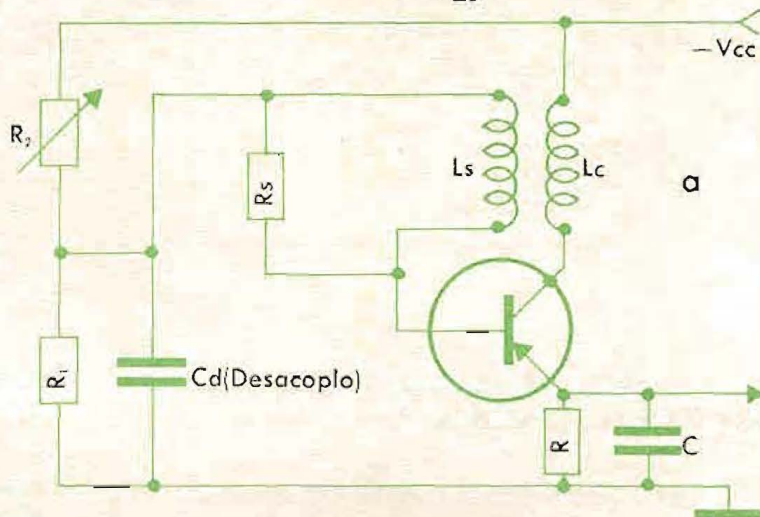 – Vcc
R₂
Ls
Lc
a
Rs
R₁
Cd(Desacoplo)
R
C